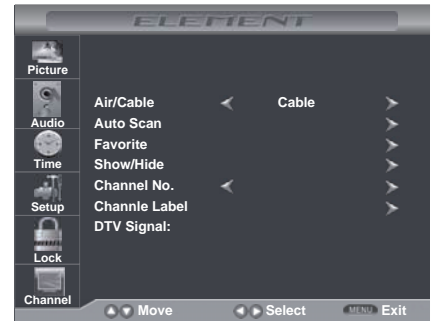 ELEMENT
Picture
Audio
Time
Setup
Lock
Channel
Air/Cable Cable
Auto Scan
Favorite
Show/Hide
Channel No.
Channle Label
DTV Signal:
Move Select MENU Exit